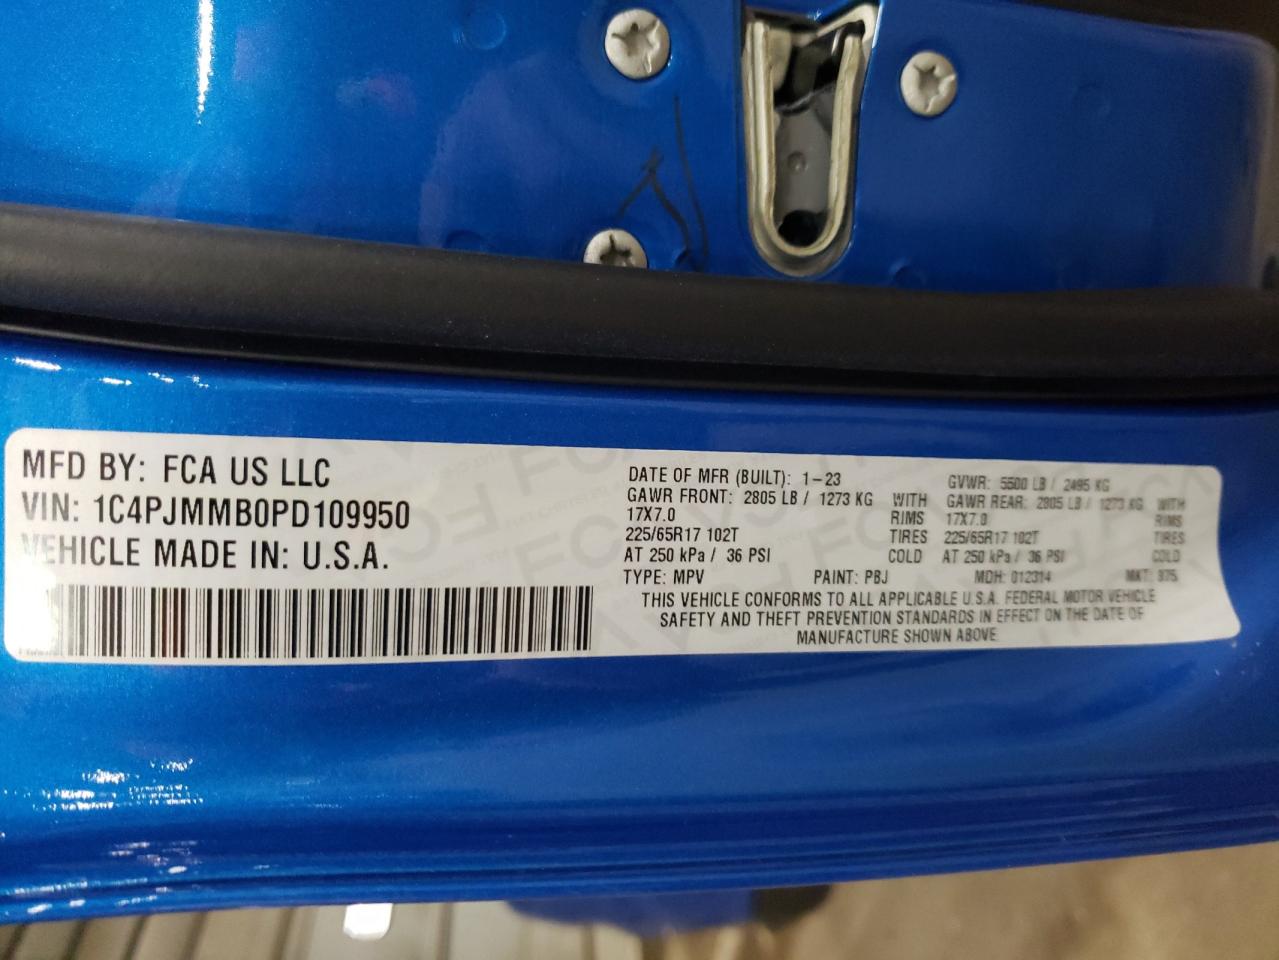 MFD BY: FCA US LLC
VIN: 1C4PJMMB0PD109950
VEHICLE MADE IN: U.S.A.
DATE OF MFR (BUILT): 1-23 GVWR: 5500 LB / 2495 KG
GAWR FRONT: 2805 LB / 1273 KG WITH GAWR REAR: 2805 LB / 1273 KG WITH
17X7.0 RIMS 17X7.0 RIMS
225/65R17 102T TIRES 225/65R17 102T TIRES
AT 250 kPa / 36 PSI COLD AT 250 kPa / 36 PSI COLD
TYPE: MPV PAINT: PBJ MDH: 012314 MKT: 975
THIS VEHICLE CONFORMS TO ALL APPLICABLE U.S.A. FEDERAL MOTOR VEHICLE
SAFETY AND THEFT PREVENTION STANDARDS IN EFFECT ON THE DATE OF
MANUFACTURE SHOWN ABOVE